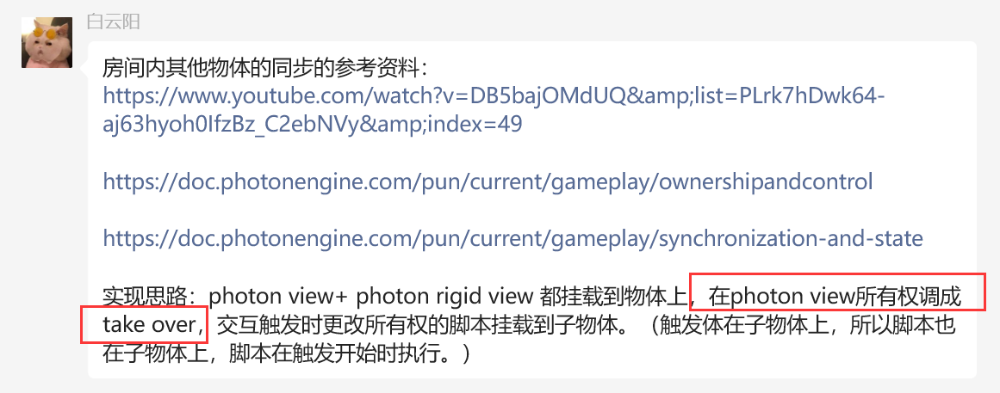 白云阳
房间内其他物体的同步的参考资料：
https://www.youtube.com/watch?v=DB5bajOMdUQ&amp;list=PLrk7hDwk64-
aj63hyoh0IfzBz_C2ebNVy&amp;index=49
https://doc.photonengine.com/pun/current/gameplay/ownershipandcontrol
https://doc.photonengine.com/pun/current/gameplay/synchronization-and-state
实现思路：photon view+ photon rigid view 都挂载到物体上，在photon view所有权调成
take over，交互触发时更改所有权的脚本挂载到子物体。（触发体在子物体上，所以脚本也
在子物体上，脚本在触发开始时执行。）